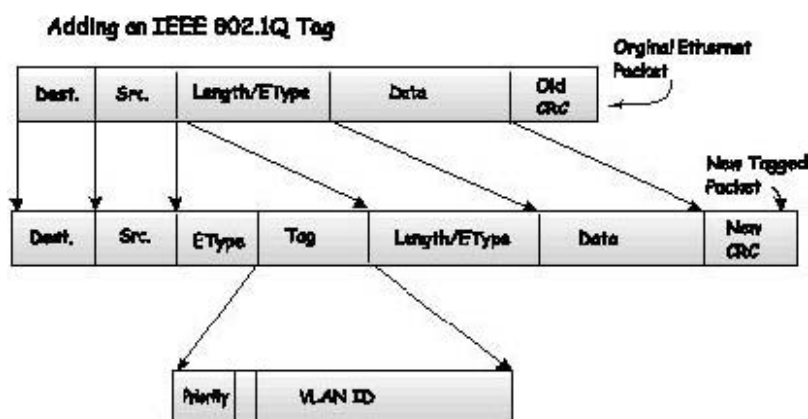 Adding an IEEE 802.1Q Tag
Orginal Ethernet
Packet
Dest. Src. Length/EType Data Old
CRC
New Tagged
Packet
Dest. Src. EType Tag Length/EType Data New
CRC
Priority VLAN ID